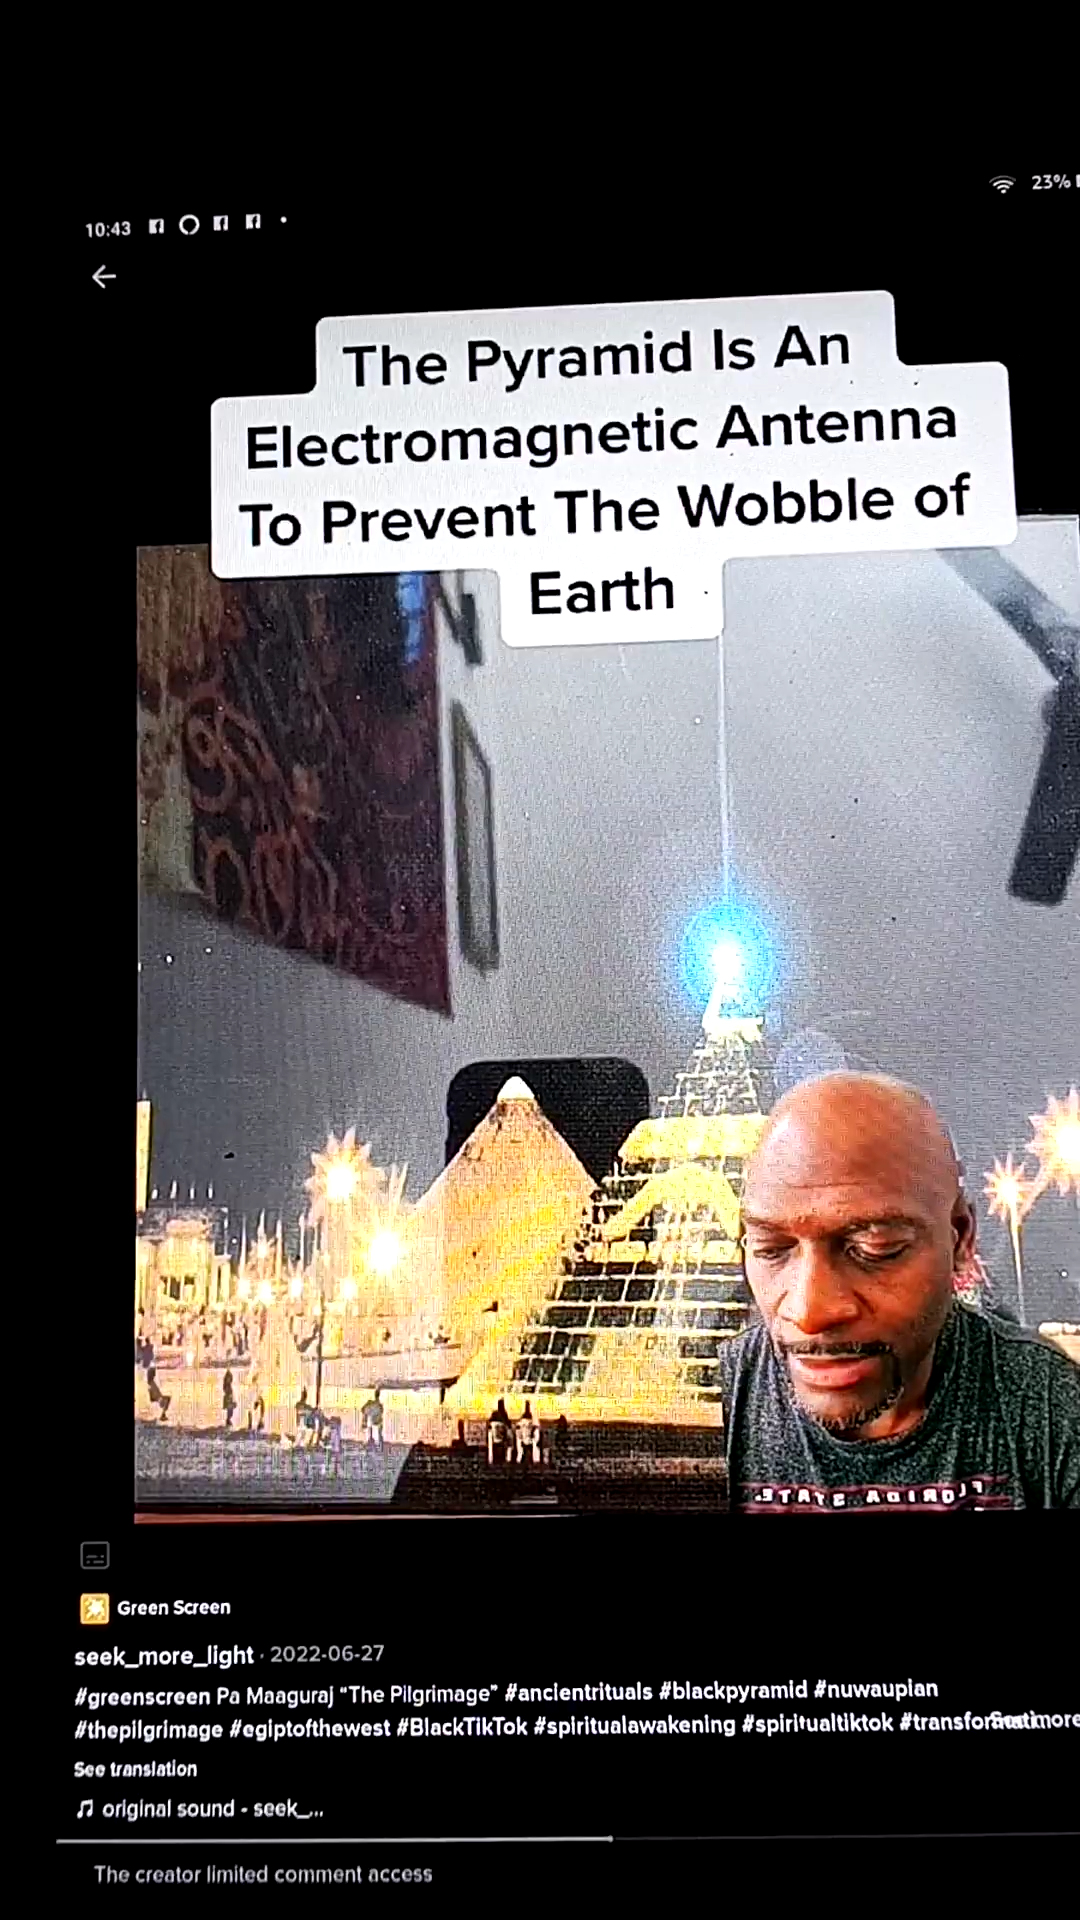 23%
10:43
The Pyramid Is An
Electromagnetic Antenna
To Prevent The Wobble of
Earth
FLORIDA STATE
Green Screen
seek_more_light · 2022-06-27
#greenscreen Pa Maaguraj “The Pilgrimage” #ancientrituals #blackpyramid #nuwaupian
#thepilgrimage #egiptofthewest #BlackTikTok #spiritualawakening #spiritualtiktok
See translation
original sound - seek_...
The creator limited comment access